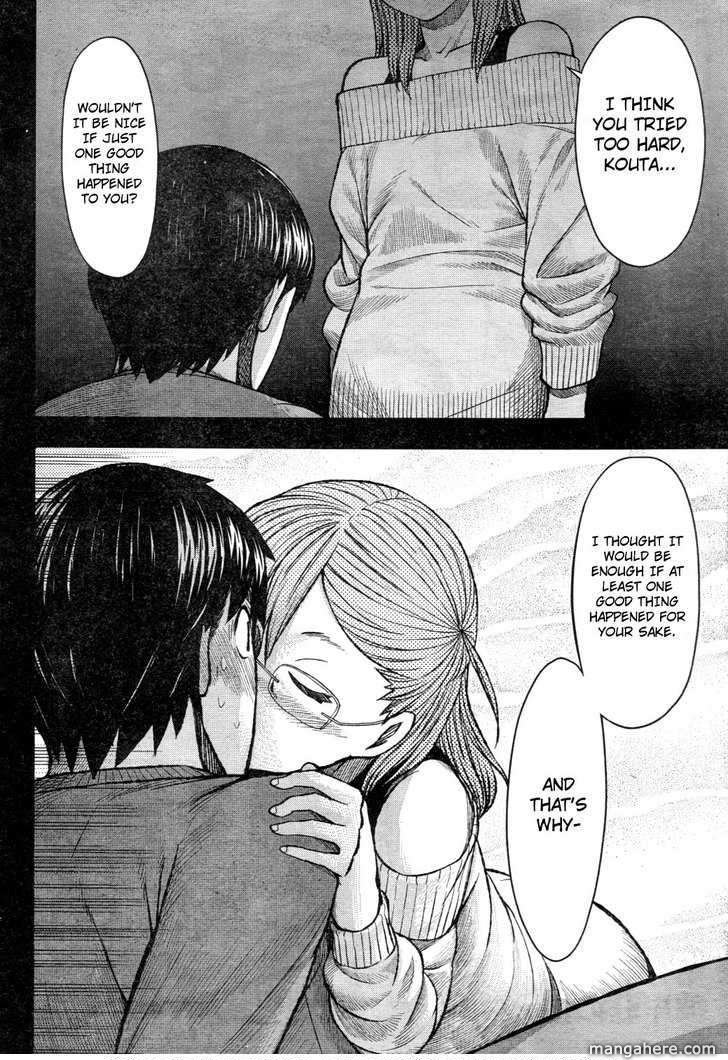 I THINK
YOU TRIED
TOO HARD,
KOUTA...
WOULDN'T
IT BE NICE
IF JUST
ONE GOOD
THING
HAPPENED
TO YOU?
I THOUGHT IT
WOULD BE
ENOUGH IF AT
LEAST ONE
GOOD THING
HAPPENED FOR
YOUR SAKE.
AND
THAT'S
WHY-
mangahere.com